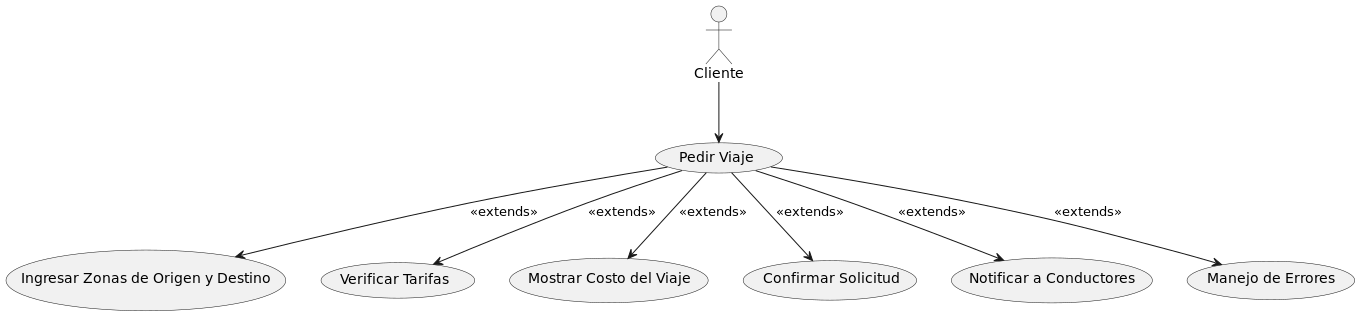 Cliente
Pedir Viaje
«extends» «extends» «extends» «extends» «extends» «extends»
Ingresar Zonas de Origen y Destino Verificar Tarifas Mostrar Costo del Viaje Confirmar Solicitud Notificar a Conductores Manejo de Errores